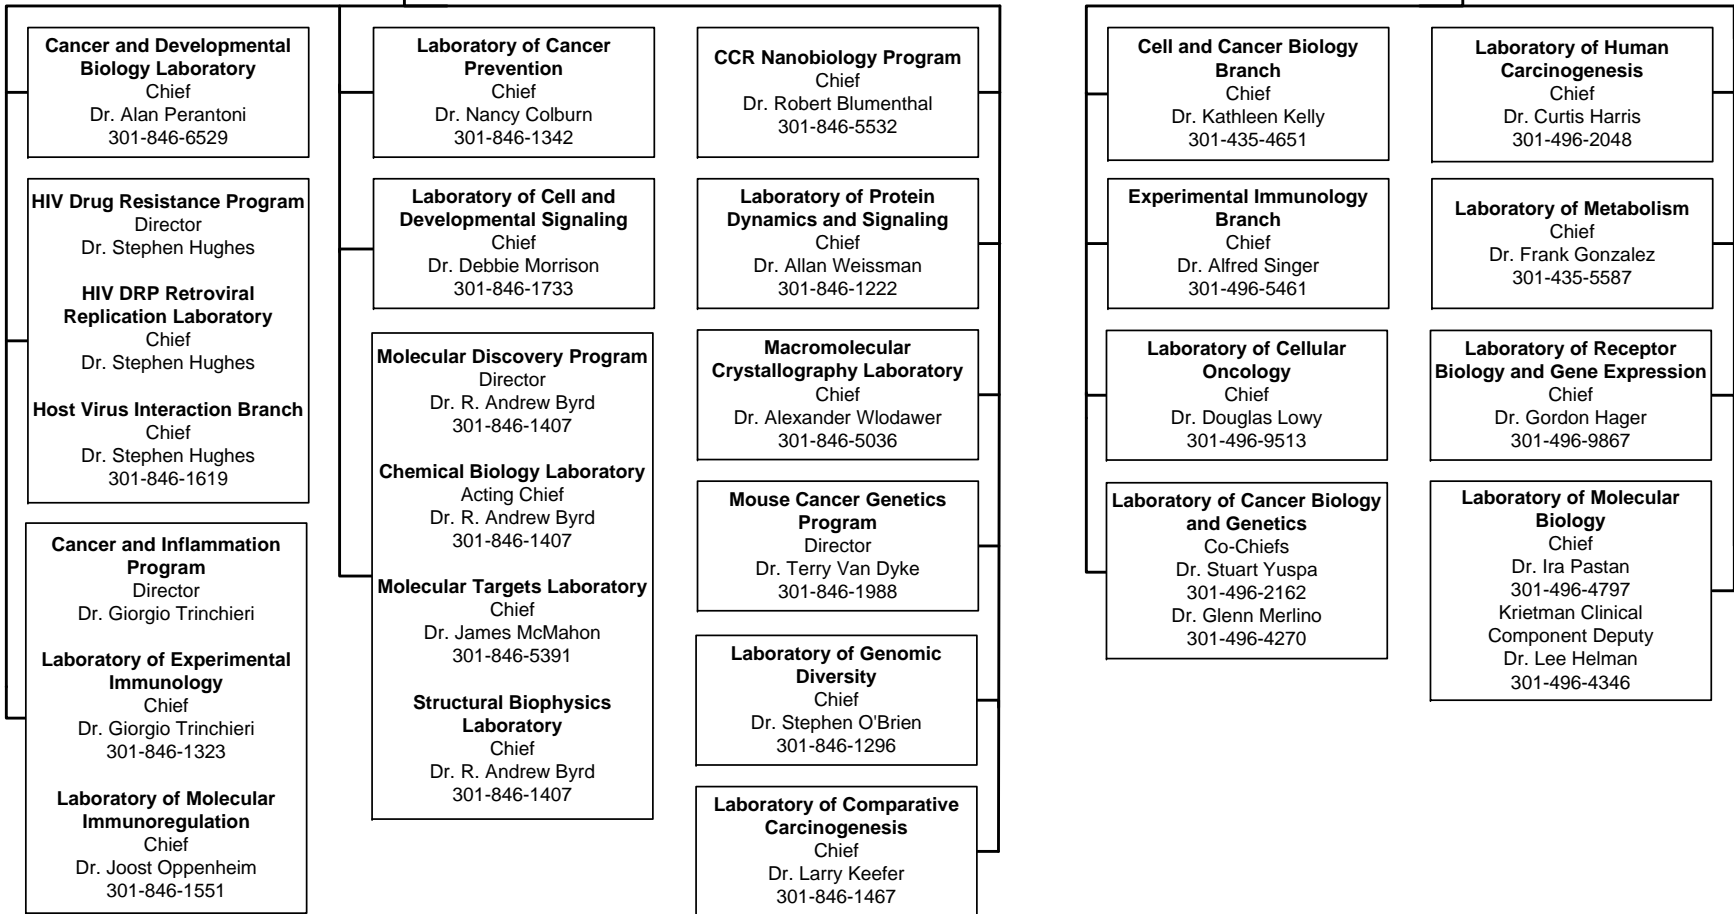 Cancer and Developmental
Biology Laboratory
Chief
Dr. Alan Perantoni
301-846-6529
HIV Drug Resistance Program
Director
Dr. Stephen Hughes
HIV DRP Retroviral
Replication Laboratory
Chief
Dr. Stephen Hughes
Host Virus Interaction Branch
Chief
Dr. Stephen Hughes
301-846-1619
Cancer and Inflammation
Program
Director
Dr. Giorgio Trinchieri
Laboratory of Experimental
Immunology
Chief
Dr. Giorgio Trinchieri
301-846-1323
Laboratory of Molecular
Immunoregulation
Chief
Dr. Joost Oppenheim
301-846-1551
Laboratory of Cancer
Prevention
Chief
Dr. Nancy Colburn
301-846-1342
Laboratory of Cell and
Developmental Signaling
Chief
Dr. Debbie Morrison
301-846-1733
Molecular Discovery Program
Director
Dr. R. Andrew Byrd
301-846-1407
Chemical Biology Laboratory
Acting Chief
Dr. R. Andrew Byrd
301-846-1407
Molecular Targets Laboratory
Chief
Dr. James McMahon
301-846-5391
Structural Biophysics
Laboratory
Chief
Dr. R. Andrew Byrd
301-846-1407
CCR Nanobiology Program
Chief
Dr. Robert Blumenthal
301-846-5532
Laboratory of Protein
Dynamics and Signaling
Chief
Dr. Allan Weissman
301-846-1222
Macromolecular
Crystallography Laboratory
Chief
Dr. Alexander Wlodawer
301-846-5036
Mouse Cancer Genetics
Program
Director
Dr. Terry Van Dyke
301-846-1988
Laboratory of Genomic
Diversity
Chief
Dr. Stephen O'Brien
301-846-1296
Laboratory of Comparative
Carcinogenesis
Chief
Dr. Larry Keefer
301-846-1467
Cell and Cancer Biology
Branch
Chief
Dr. Kathleen Kelly
301-435-4651
Experimental Immunology
Branch
Chief
Dr. Alfred Singer
301-496-5461
Laboratory of Cellular
Oncology
Chief
Dr. Douglas Lowy
301-496-9513
Laboratory of Cancer Biology
and Genetics
Co-Chiefs
Dr. Stuart Yuspa
301-496-2162
Dr. Glenn Merlino
301-496-4270
Laboratory of Human
Carcinogenesis
Chief
Dr. Curtis Harris
301-496-2048
Laboratory of Metabolism
Chief
Dr. Frank Gonzalez
301-435-5587
Laboratory of Receptor
Biology and Gene Expression
Chief
Dr. Gordon Hager
301-496-9867
Laboratory of Molecular
Biology
Chief
Dr. Ira Pastan
301-496-4797
Krietman Clinical
Component Deputy
Dr. Lee Helman
301-496-4346